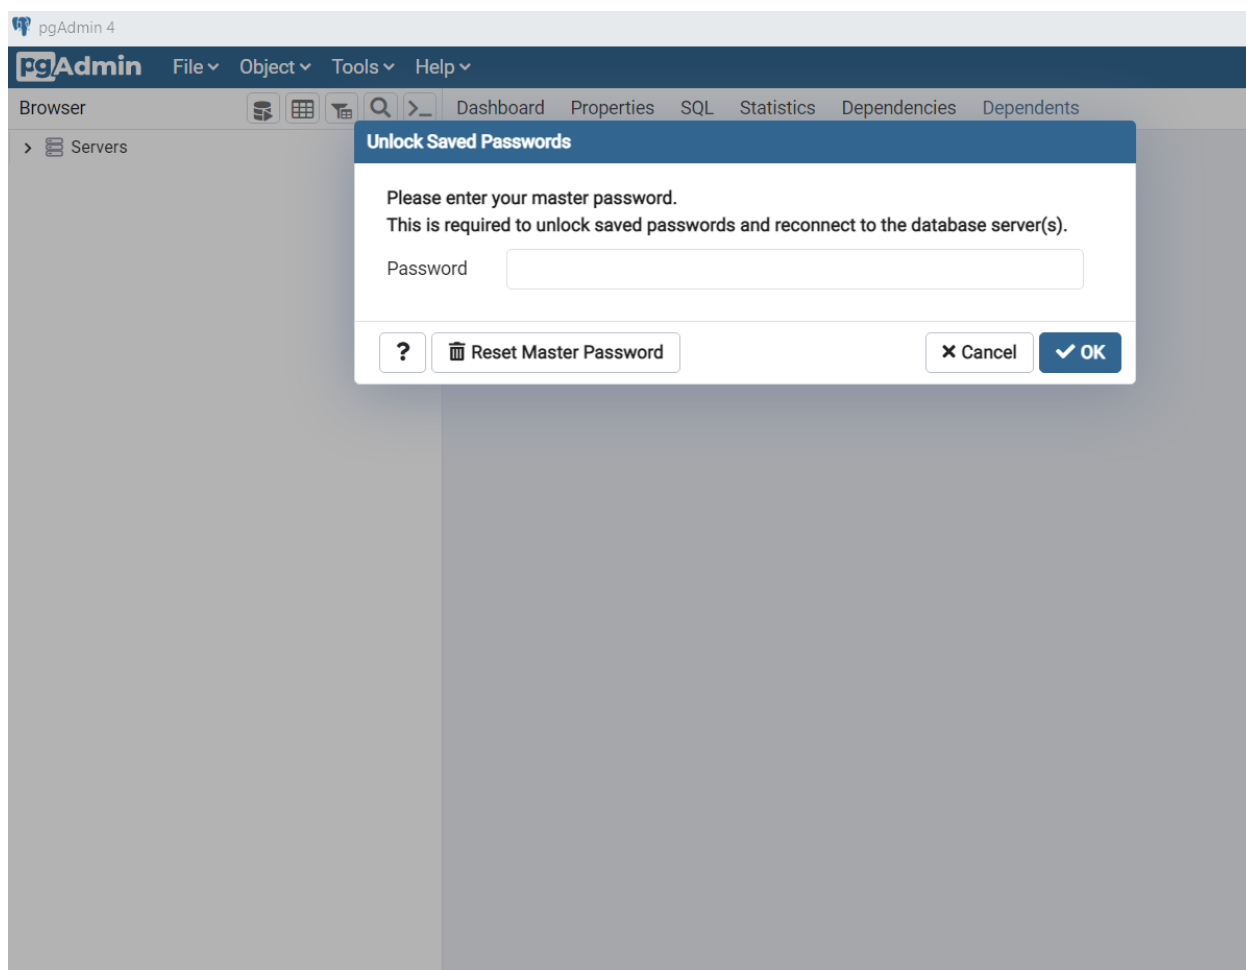 pgAdmin 4
pgAdmin File Object Tools Help
Browser Dashboard Properties SQL Statistics Dependencies Dependents
Servers
Unlock Saved Passwords
Please enter your master password.
This is required to unlock saved passwords and reconnect to the database server(s).
Password
? Reset Master Password Cancel OK